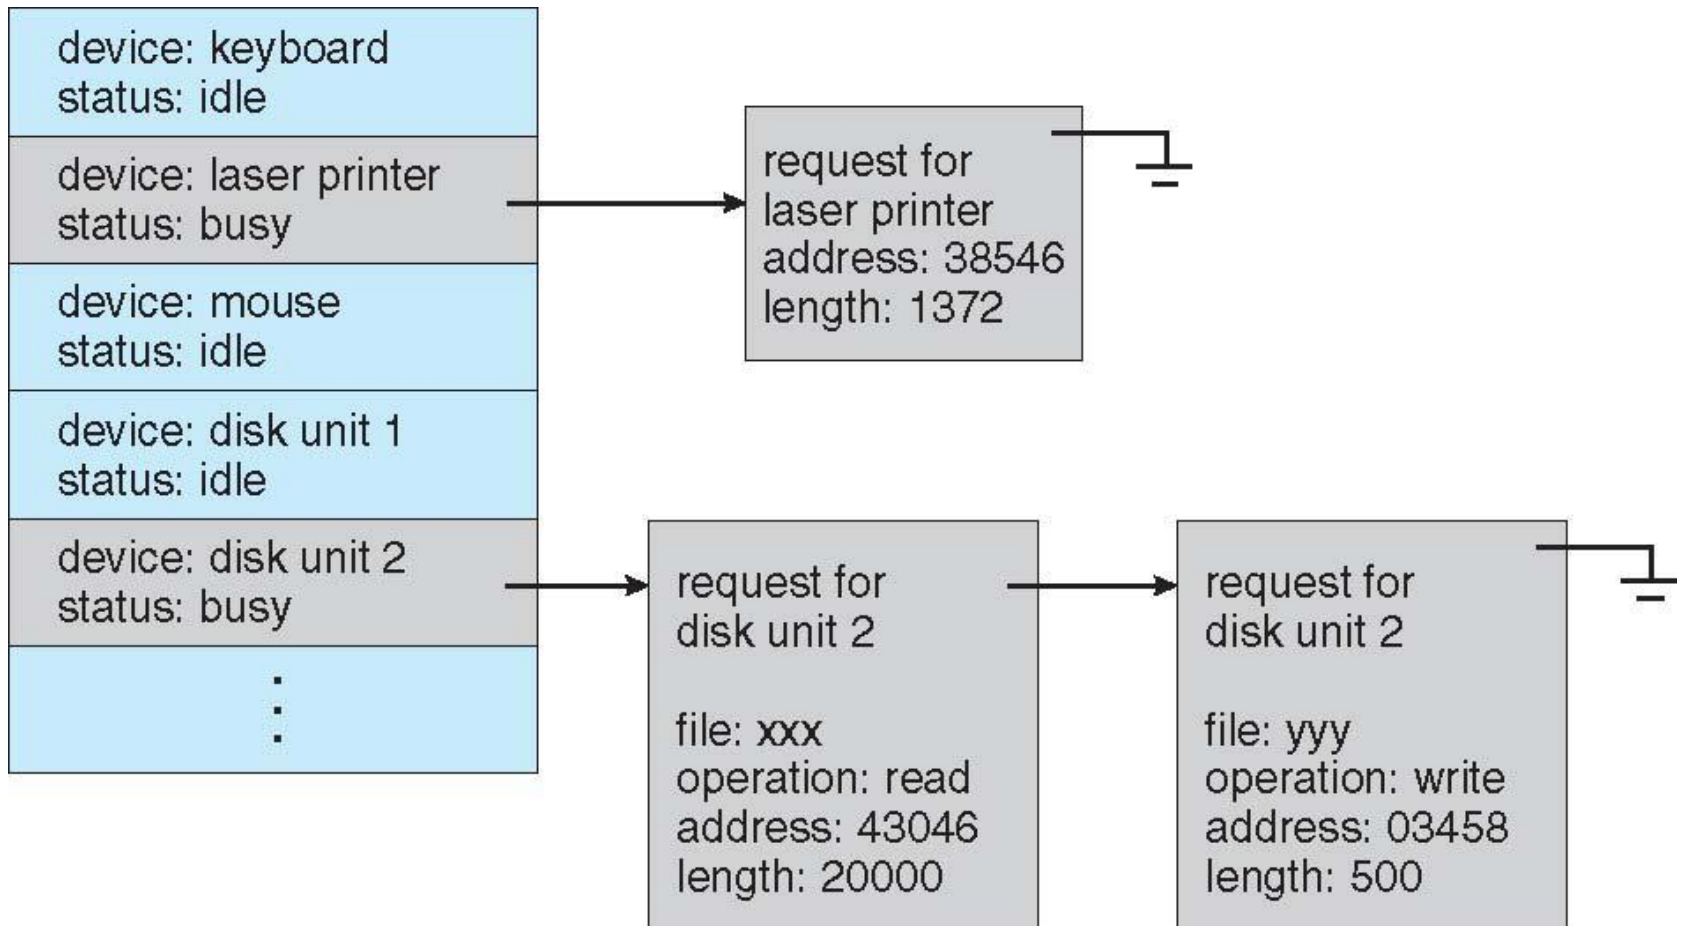 device: keyboard
status: idle
device: laser printer
status: busy
device: mouse
status: idle
device: disk unit 1
status: idle
device: disk unit 2
status: busy
request for
laser printer
address: 38546
length: 1372
request for
disk unit 2
file: xxx
operation: read
address: 43046
length: 20000
request for
disk unit 2
file: yyy
operation: write
address: 03458
length: 500